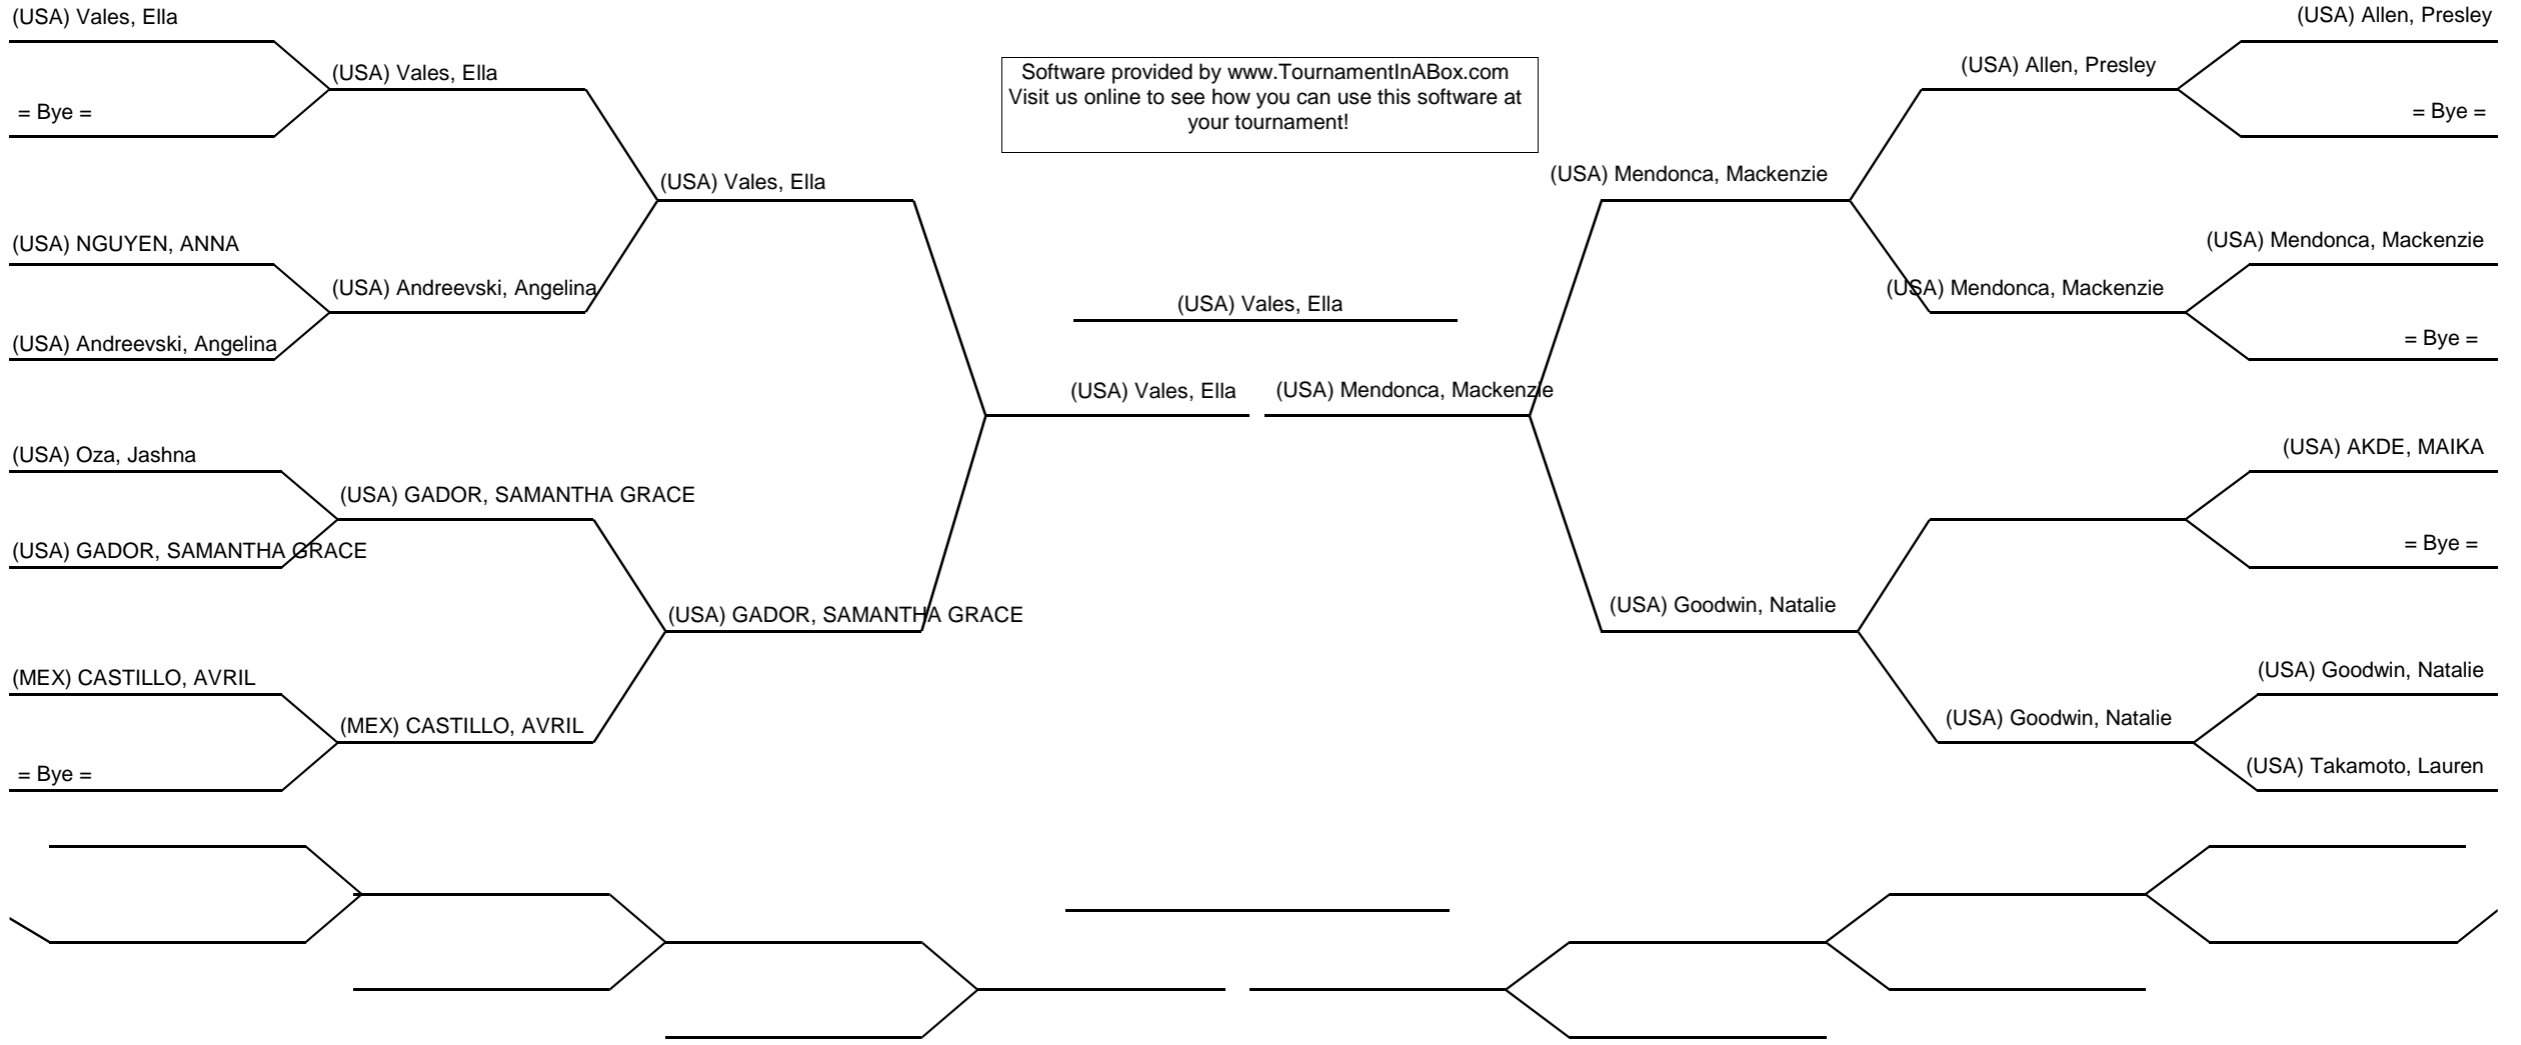 (USA) Vales, Ella
= Bye =
(USA) NGUYEN, ANNA
(USA) Andreevski, Angelina
(USA) Oza, Jashna
(USA) GADOR, SAMANTHA GRACE
(MEX) CASTILLO, AVRIL
= Bye =
(USA) Vales, Ella
(USA) Andreevski, Angelina
(USA) GADOR, SAMANTHA GRACE
(MEX) CASTILLO, AVRIL
(USA) Vales, Ella
(USA) GADOR, SAMANTHA GRACE
Software provided by www.TournamentInABox.com
Visit us online to see how you can use this software at
your tournament!
(USA) Vales, Ella
(USA) Vales, Ella
(USA) Mendonca, Mackenzie
(USA) Mendonca, Mackenzie
(USA) Goodwin, Natalie
(USA) Allen, Presley
(USA) Mendonca, Mackenzie
(USA) Goodwin, Natalie
(USA) Allen, Presley
= Bye =
(USA) Mendonca, Mackenzie
= Bye =
(USA) AKDE, MAIKA
= Bye =
(USA) Goodwin, Natalie
(USA) Takamoto, Lauren